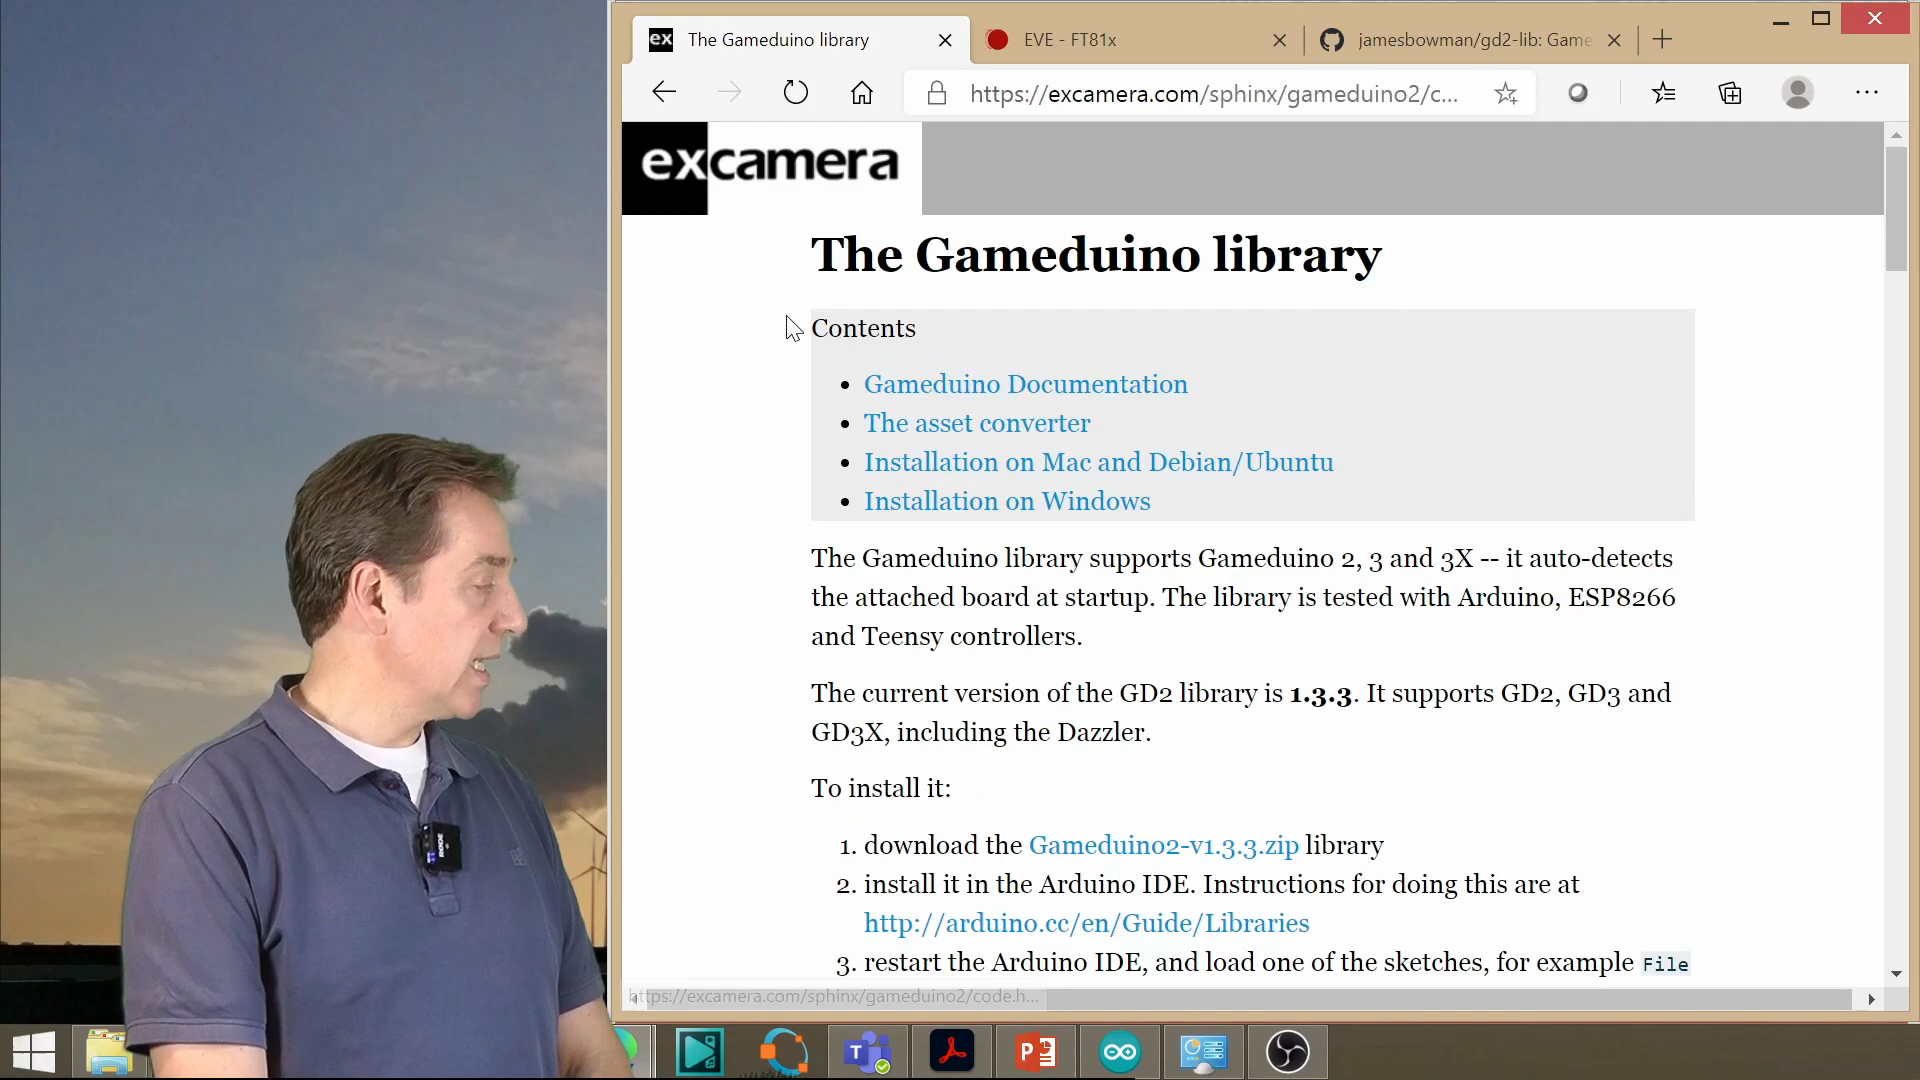 ex The Gameduino library
EVE - FT81x
jamesbowman/gd2-lib: Game
https://excamera.com/sphinx/gameduino2/c...
excamera
The Gameduino library
Contents
• Gameduino Documentation
• The asset converter
• Installation on Mac and Debian/Ubuntu
• Installation on Windows
The Gameduino library supports Gameduino 2, 3 and 3X -- it auto-detects
the attached board at startup. The library is tested with Arduino, ESP8266
and Teensy controllers.
The current version of the GD2 library is 1.3.3. It supports GD2, GD3 and
GD3X, including the Dazzler.
To install it:
1. download the Gameduino2-v1.3.3.zip library
2. install it in the Arduino IDE. Instructions for doing this are at
http://arduino.cc/en/Guide/Libraries
3. restart the Arduino IDE, and load one of the sketches, for example File
https://excamera.com/sphinx/gameduino2/code.h...
RODE
T
P